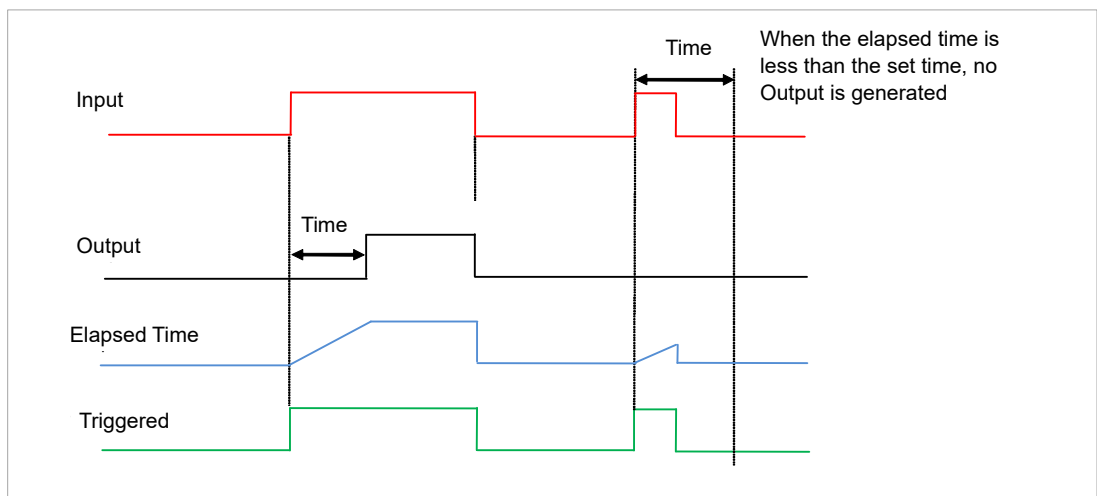 Time
When the elapsed time is
less than the set time, no
Output is generated
Input
Time
Output
Elapsed Time
Triggered